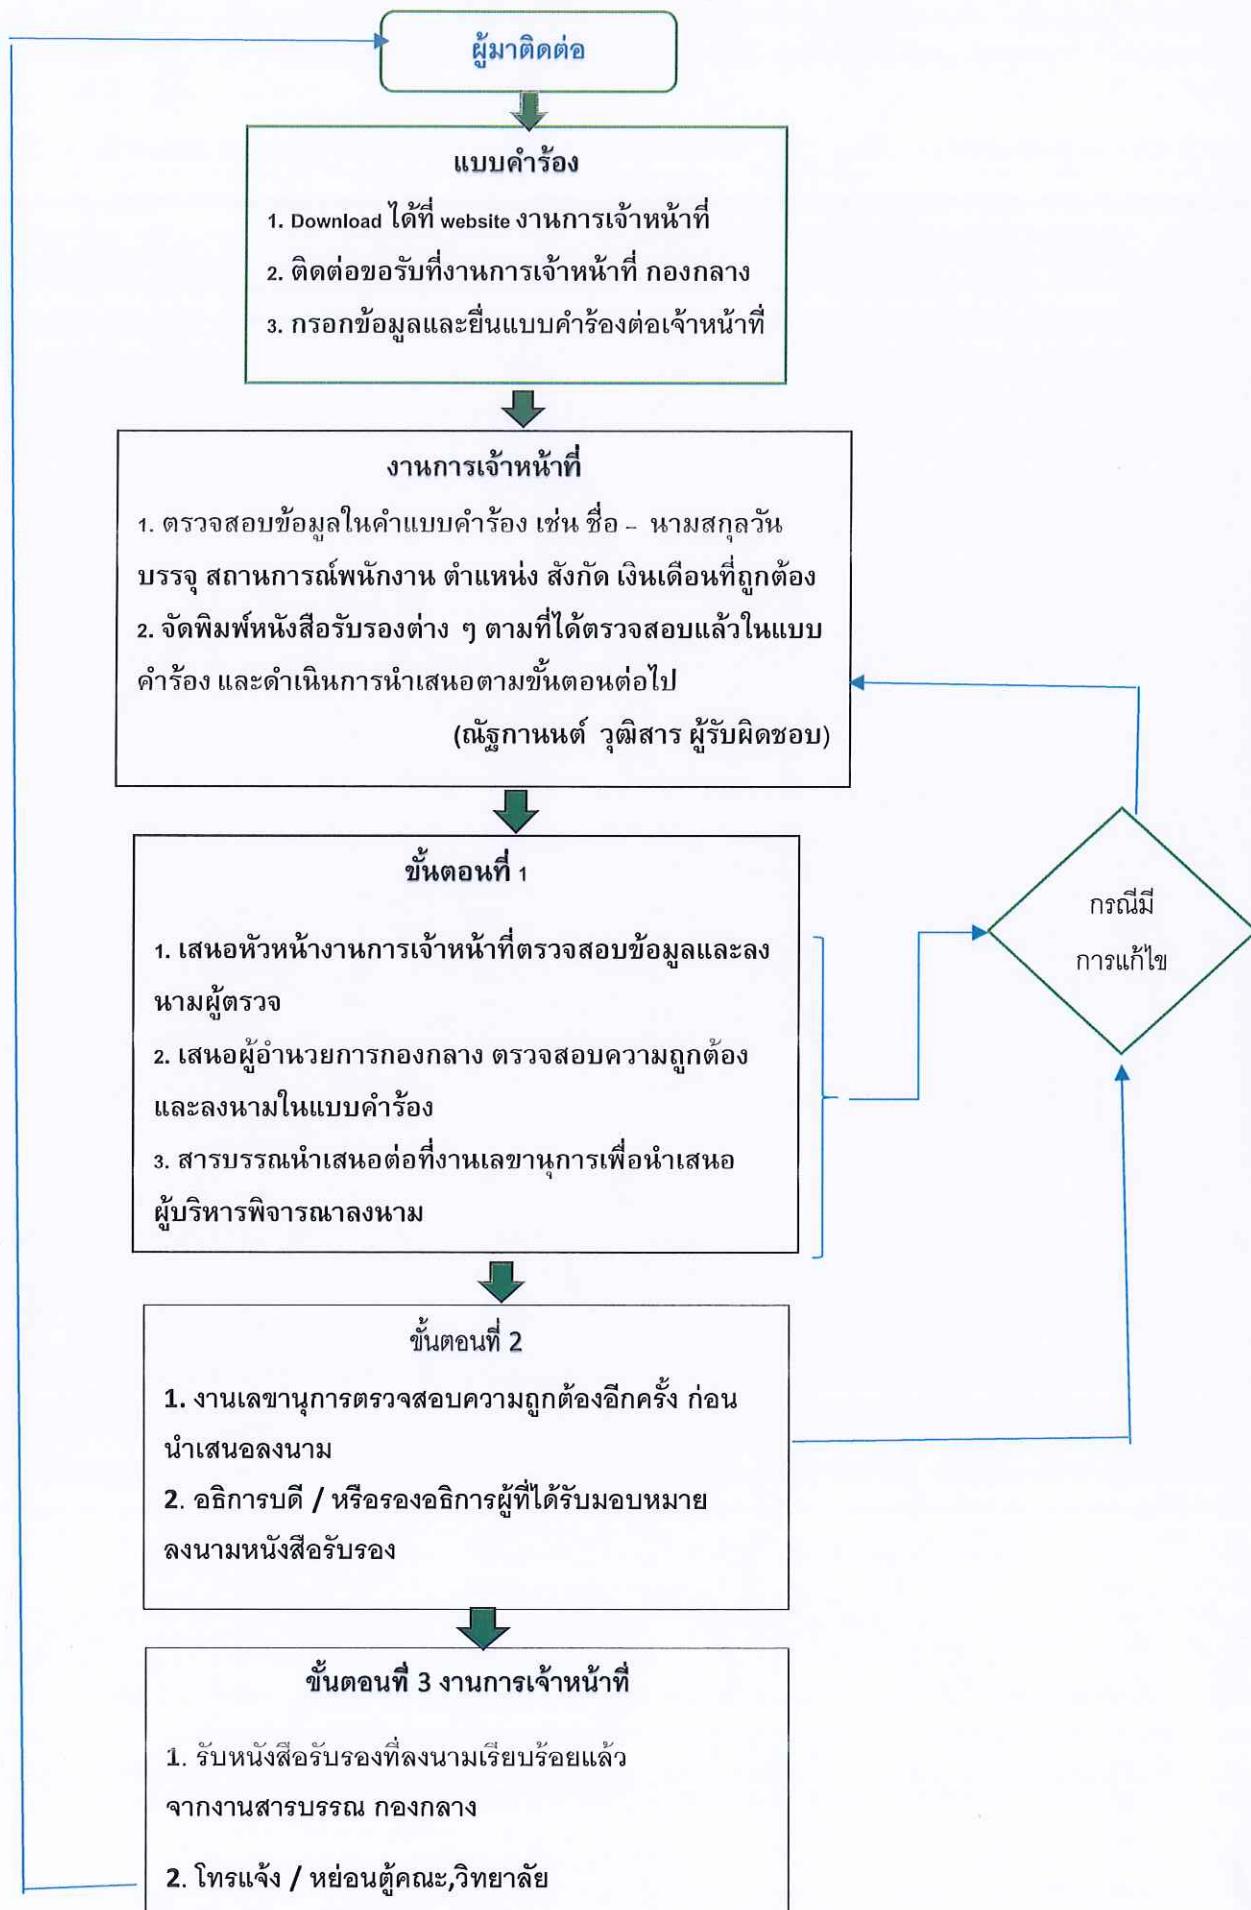 ผู้มาติดต่อ
แบบคำร้อง
1. Download ได้ที่ website งานการเจ้าหน้าที่
2. ติดต่อขอรับที่งานการเจ้าหน้าที่ กองกลาง
3. กรอกข้อมูลและยื่นแบบคำร้องต่อเจ้าหน้าที่
งานการเจ้าหน้าที่
1. ตรวจสอบข้อมูลในคำแบบคำร้อง เช่น ชื่อ – นามสกุลวัน
บรรจุ สถานการณ์พนักงาน ตำแหน่ง สังกัด เงินเดือนที่ถูกต้อง
2. จัดพิมพ์หนังสือรับรองต่าง ๆ ตามที่ได้ตรวจสอบแล้วในแบบ
คำร้อง และดำเนินการนำเสนอตามขั้นตอนต่อไป
(ณัฐกานนต์ วุฒิสาร ผู้รับผิดชอบ)
ขั้นตอนที่ 1
1. เสนอหัวหน้างานการเจ้าหน้าที่ตรวจสอบข้อมูลและลง
นามผู้ตรวจ
2. เสนอผู้อำนวยการกองกลาง ตรวจสอบความถูกต้อง
และลงนามในแบบคำร้อง
3. สารบรรณนำเสนอต่อที่งานเลขานุการเพื่อนำเสนอ
ผู้บริหารพิจารณาลงนาม
กรณีมี
การแก้ไข
ขั้นตอนที่ 2
1. งานเลขานุการตรวจสอบความถูกต้องอีกครั้ง ก่อน
นำเสนอลงนาม
2. อธิการบดี / หรือรองอธิการผู้ที่ได้รับมอบหมาย
ลงนามหนังสือรับรอง
ขั้นตอนที่ 3 งานการเจ้าหน้าที่
1. รับหนังสือรับรองที่ลงนามเรียบร้อยแล้ว
จากงานสารบรรณ กองกลาง
2. โทรแจ้ง / หย่อนตู้คณะ,วิทยาลัย